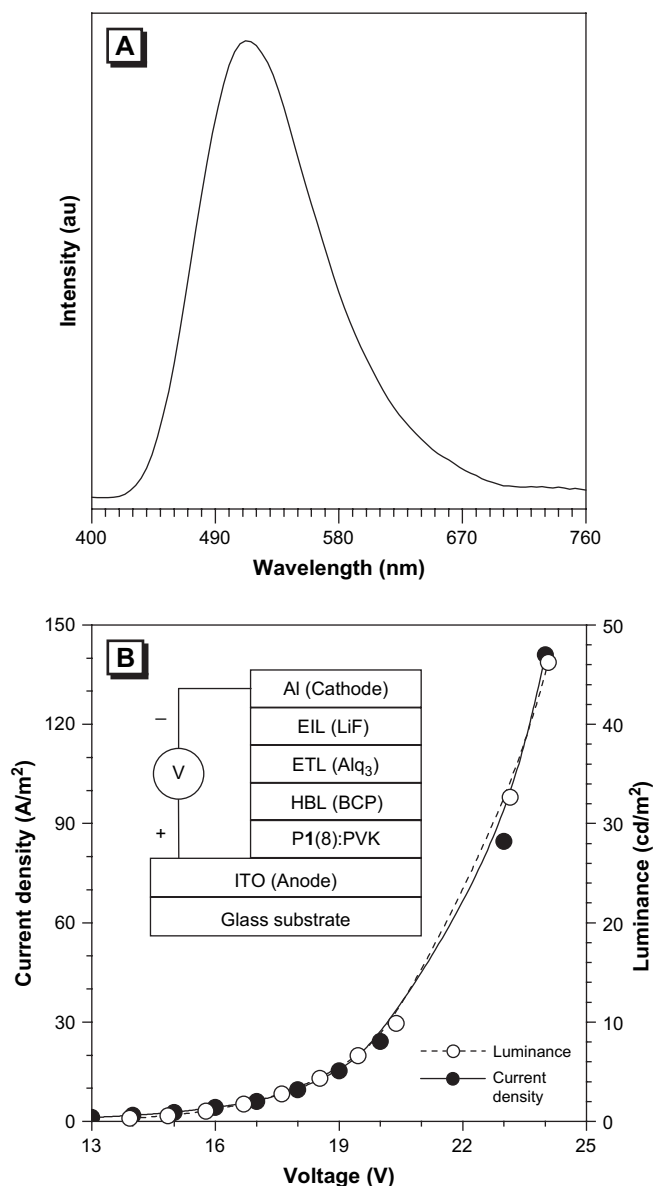 A
Intensity (au)
400 490 580 670 760
Wavelength (nm)
B
150 50
120 40
90 30
60 20
30 10
0 0
Current density (A/m²)
Luminance (cd/m²)
Al (Cathode)
EIL (LiF)
ETL (Alq₃)
HBL (BCP)
P1(8):PVK
ITO (Anode)
Glass substrate
−
V
+
Luminance
Current
density
13 16 19 22 25
Voltage (V)